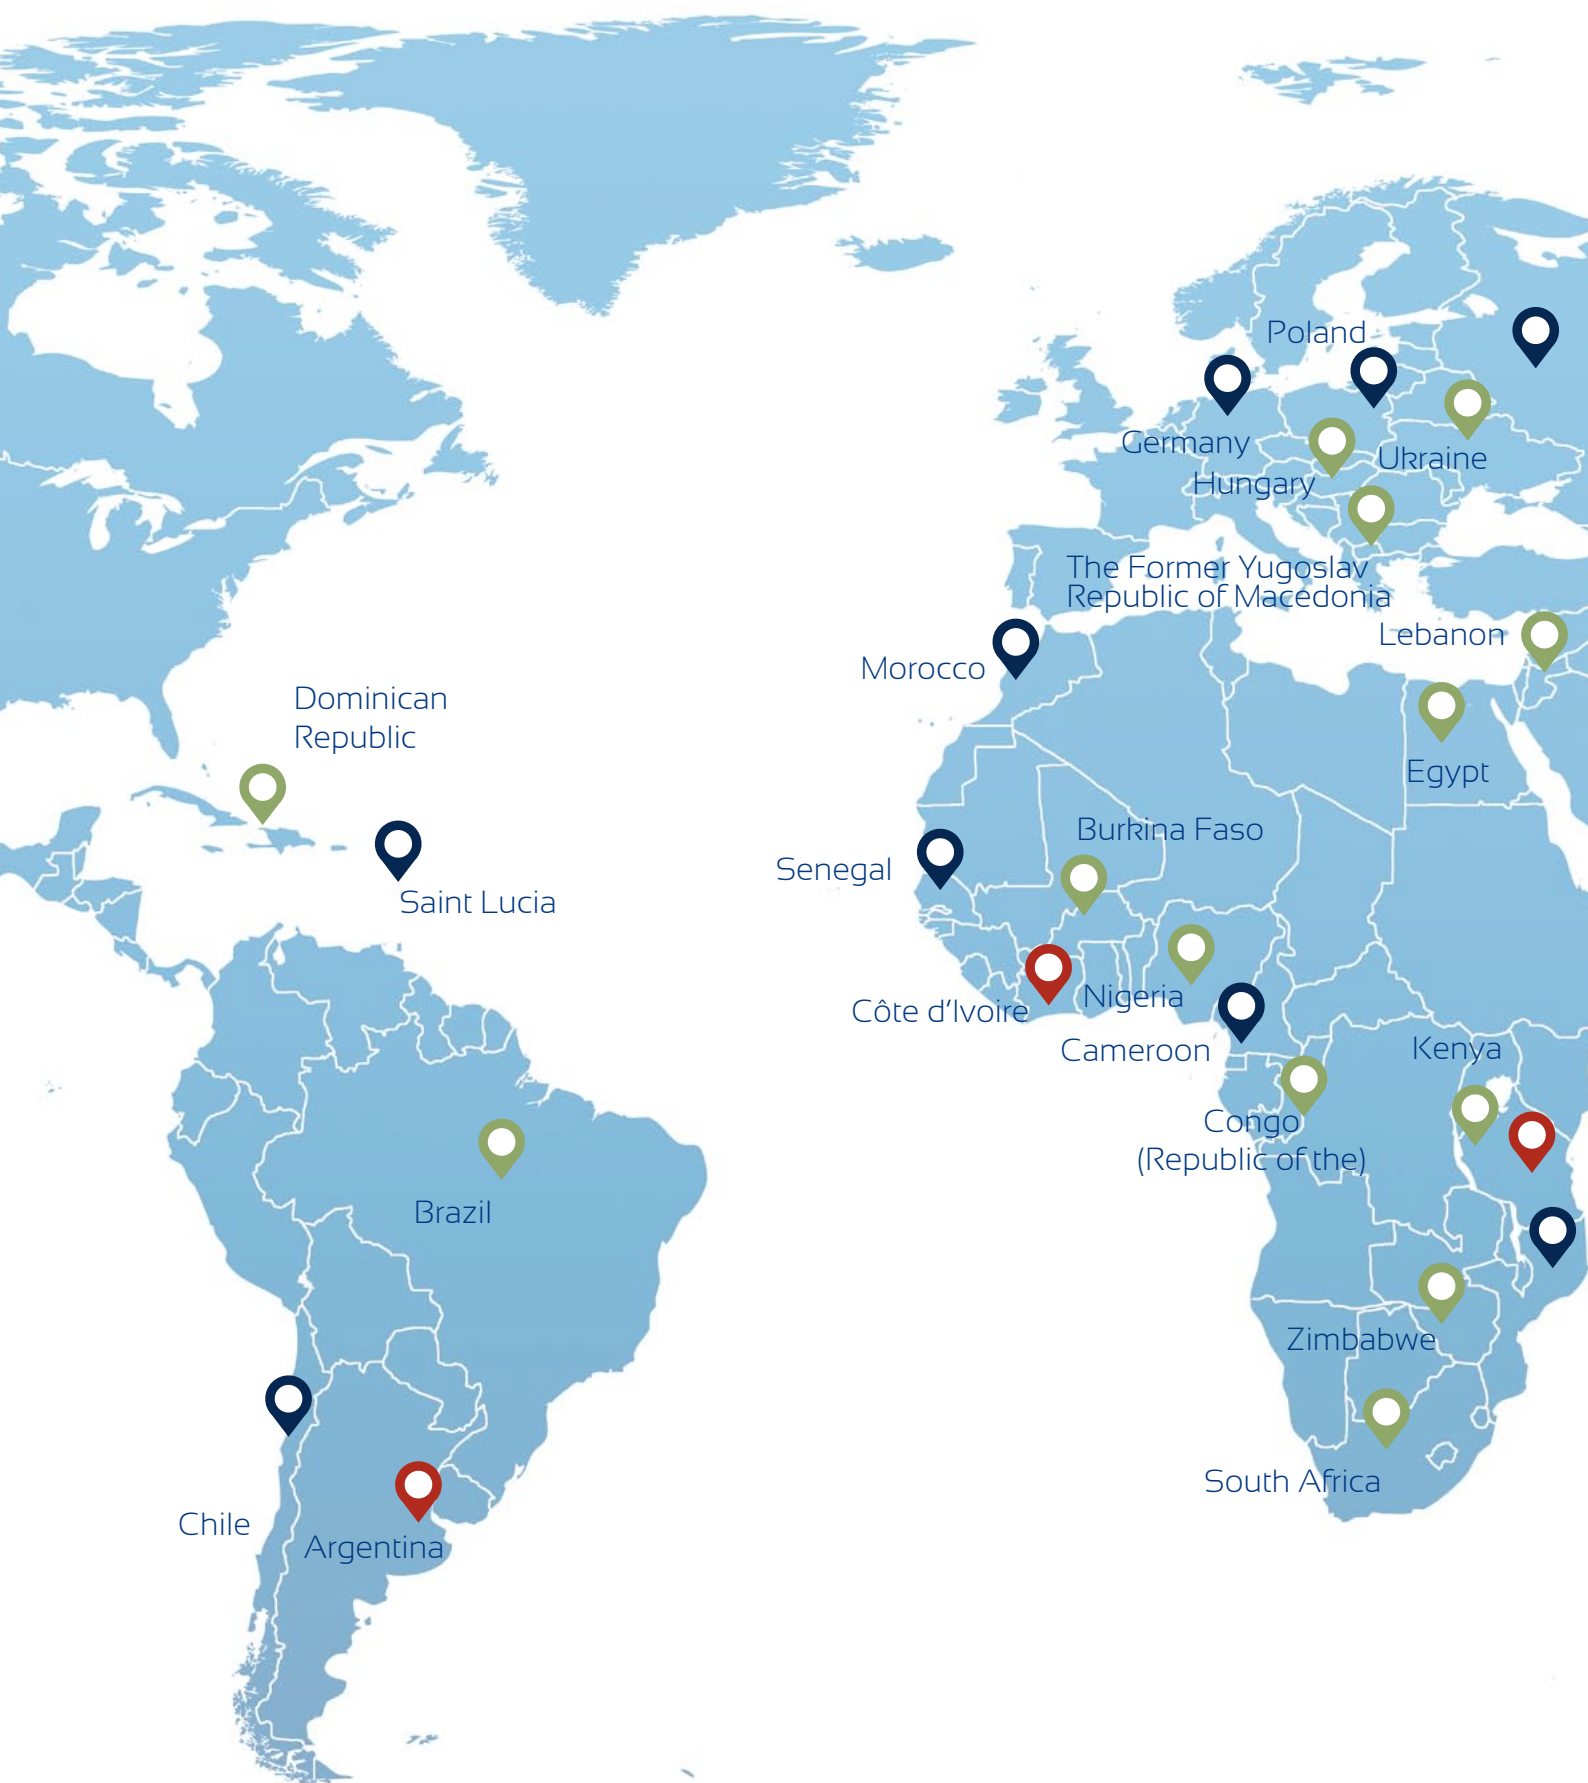 Poland
Germany
Ukraine
Hungary
The Former Yugoslav
Republic of Macedonia
Lebanon
Morocco
Dominican
Republic
Egypt
Burkina Faso
Senegal
Saint Lucia
Nigeria
Côte d’Ivoire
Cameroon
Kenya
Congo
(Republic of the)
Brazil
Zimbabwe
South Africa
Chile
Argentina